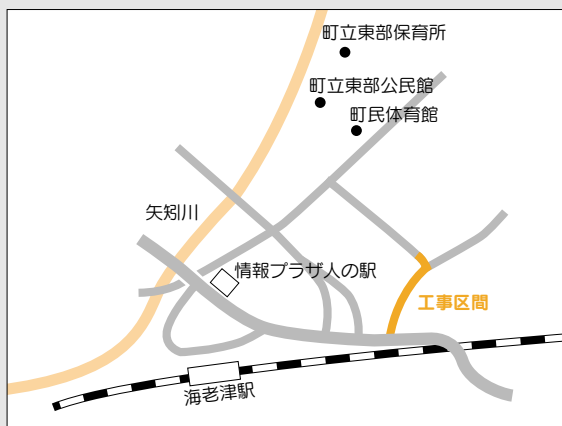 町立東部保育所
町立東部公民館
町民体育館
矢矧川
情報プラザ人の駅
工事区間
海老津駅